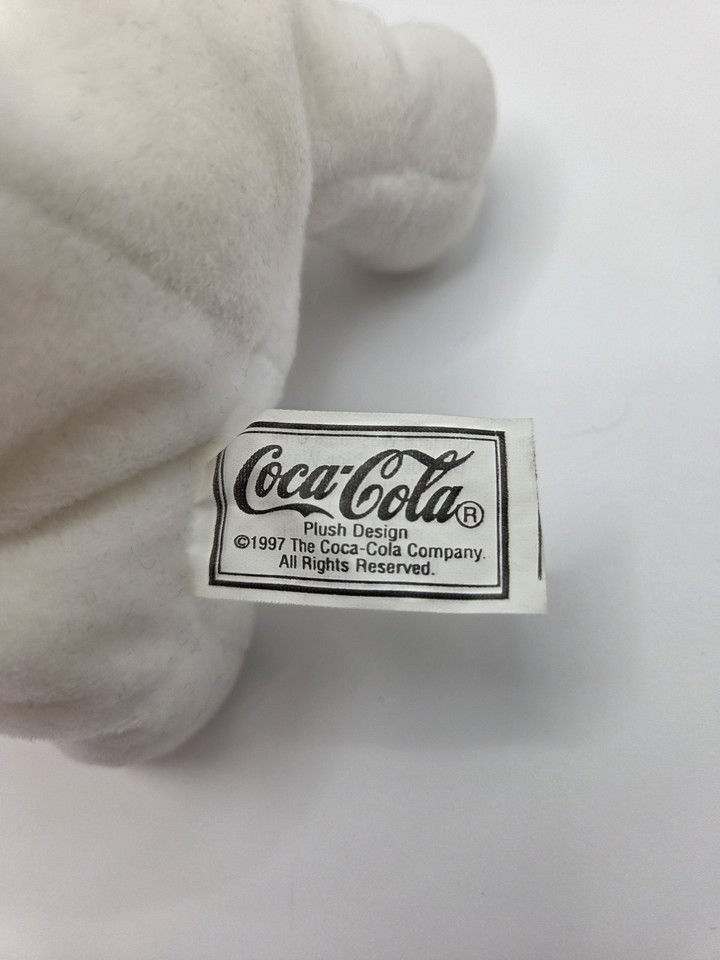 Coca-Cola®
Plush Design
©1997 The Coca-Cola Company.
All Rights Reserved.